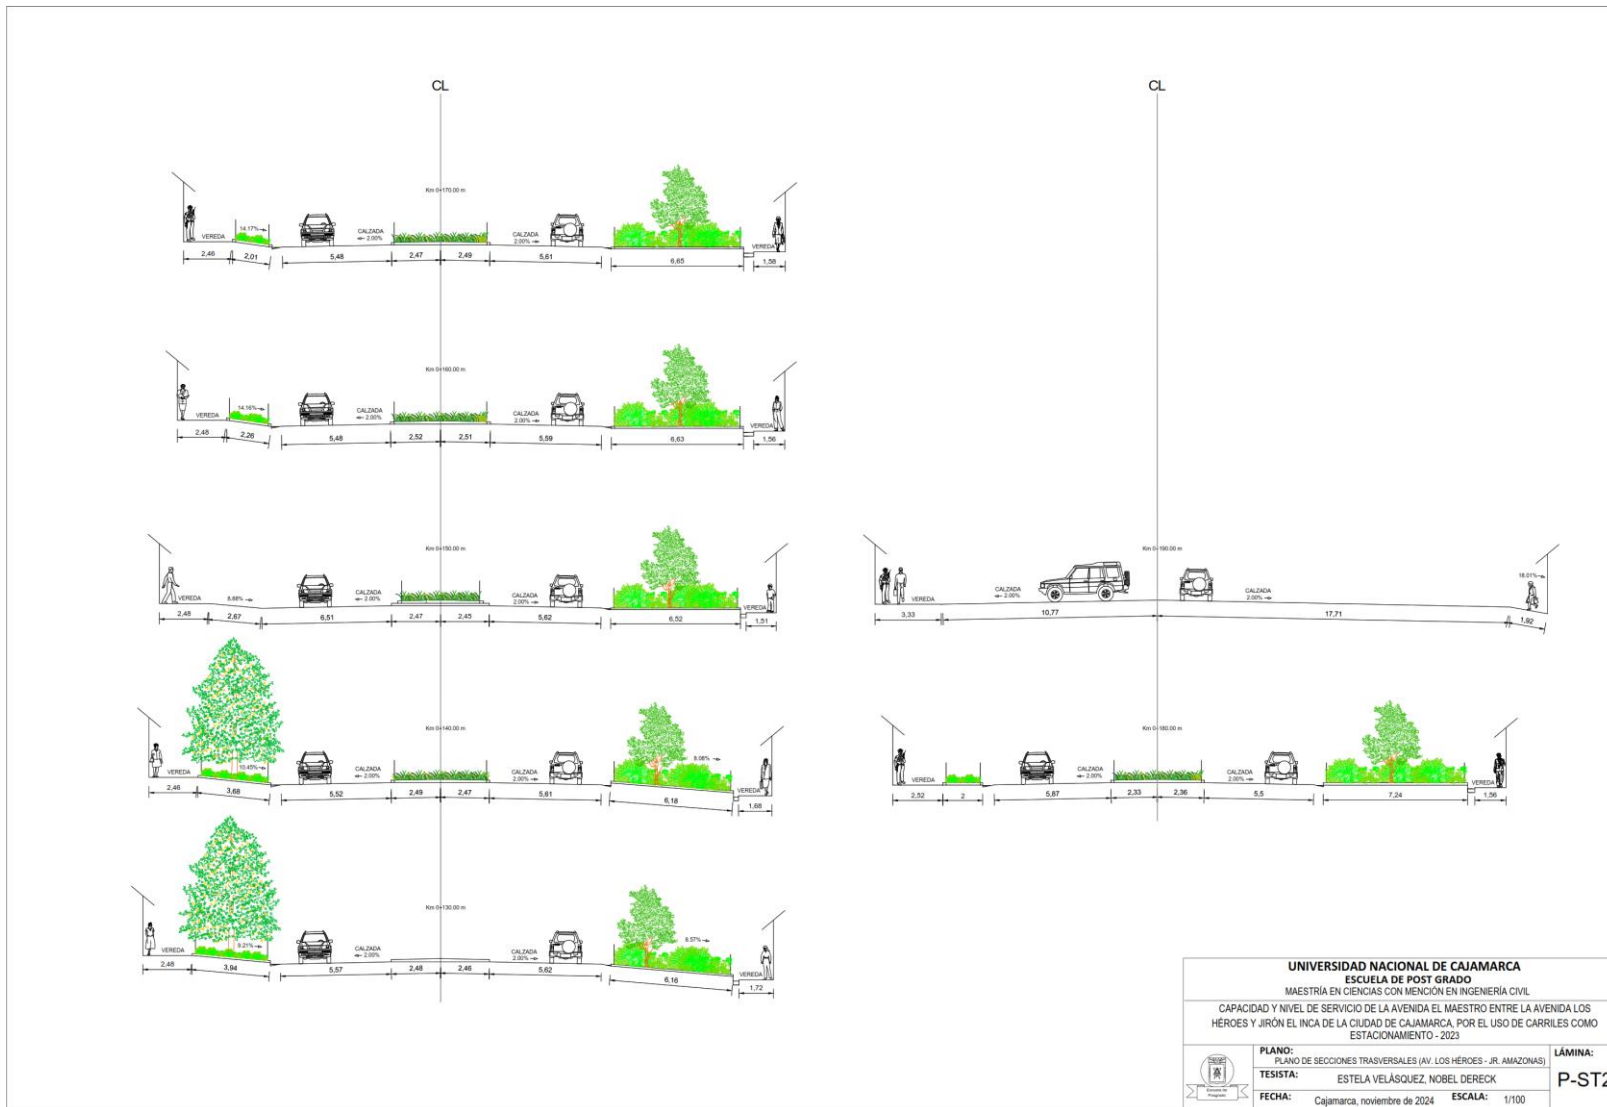 CL
Km 0+170.00 m
14.17%
VEREDA
CALZADA
2.00%
CALZADA
2.00%
VEREDA
2,46
2,01
5,48
2,47
2,49
5,61
6,65
1,58
Km 0+160.00 m
14.16%
VEREDA
CALZADA
2.00%
CALZADA
2.00%
VEREDA
2,48
2,26
5,48
2,52
2,51
5,59
6,63
1,56
Km 0+150.00 m
VEREDA
8.88%
CALZADA
2.00%
CALZADA
2.00%
VEREDA
2,48
2,67
6,51
2,47
2,45
5,62
6,52
1,51
Km 0+140.00 m
10.45%
VEREDA
CALZADA
2.00%
CALZADA
2.00%
8.08%
VEREDA
2,46
3,68
5,52
2,49
2,47
5,61
6,18
1,68
Km 0+130.00 m
9.21%
VEREDA
CALZADA
2.00%
CALZADA
2.00%
8.57%
VEREDA
2,48
3,94
5,57
2,48
2,46
5,62
6,16
1,72
CL
Km 0+190.00 m
VEREDA
CALZADA
2.00%
CALZADA
2.00%
18.01%
3,33
10,77
17,71
1,92
Km 0+180.00 m
VEREDA
CALZADA
2.00%
CALZADA
2.00%
VEREDA
2,52
2
5,87
2,33
2,36
5,5
7,24
1,56
UNIVERSIDAD NACIONAL DE CAJAMARCA
ESCUELA DE POST GRADO
MAESTRÍA EN CIENCIAS CON MENCIÓN EN INGENIERÍA CIVIL
CAPACIDAD Y NIVEL DE SERVICIO DE LA AVENIDA EL MAESTRO ENTRE LA AVENIDA LOS
HÉROES Y JIRÓN EL INCA DE LA CIUDAD DE CAJAMARCA, POR EL USO DE CARRILES COMO
ESTACIONAMIENTO - 2023
PLANO:
PLANO DE SECCIONES TRASVERSALES (AV. LOS HÉROES - JR. AMAZONAS)
LÁMINA:
P-ST2
TESISTA: ESTELA VELÁSQUEZ, NOBEL DERECK
FECHA: Cajamarca, noviembre de 2024 ESCALA: 1/100
Escuela de
Posgrado